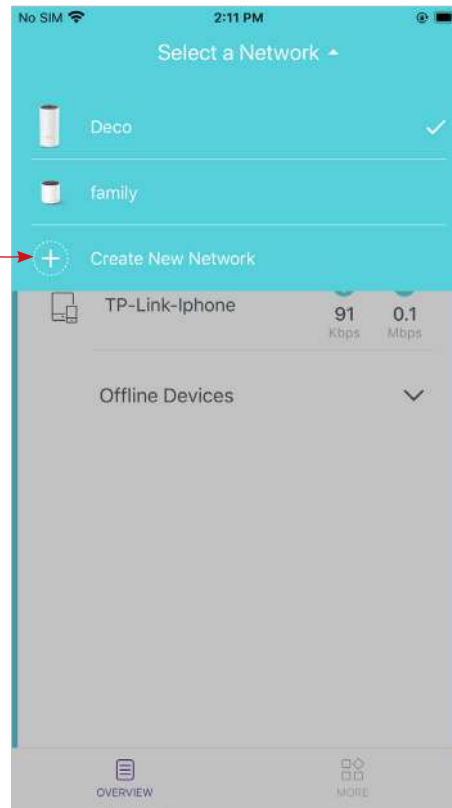 No SIM 2:11 PM
Select a Network
Deco
family
Create New Network
TP-Link-Iphone
91 0.1
Kbps Mbps
Offline Devices
OVERVIEW MORE